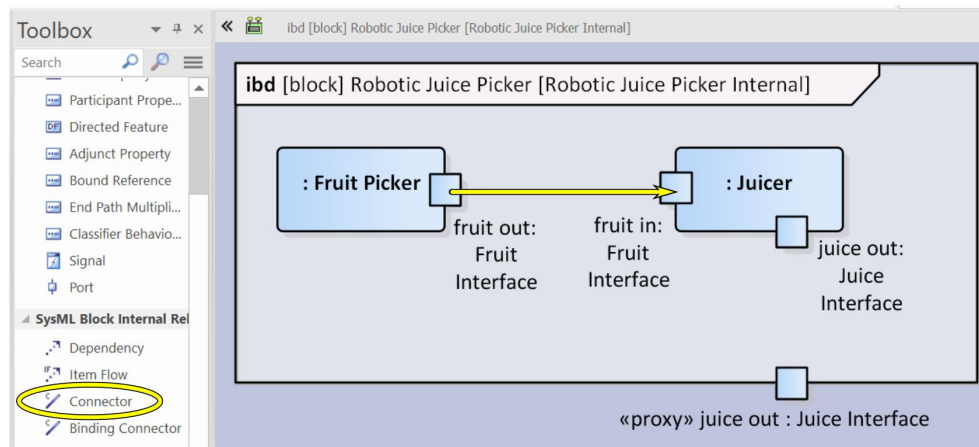 Toolbox
Search
Participant Prope...
DF Directed Feature
Adjunct Property
Bound Reference
End Path Multipli...
Classifier Behavio...
Signal
Port
SysML Block Internal Rel
Dependency
IF Item Flow
C Connector
C Binding Connector
ibd [block] Robotic Juice Picker [Robotic Juice Picker Internal]
ibd [block] Robotic Juice Picker [Robotic Juice Picker Internal]
: Fruit Picker
: Juicer
fruit out:
Fruit
Interface
fruit in:
Fruit
Interface
juice out:
Juice
Interface
«proxy» juice out : Juice Interface